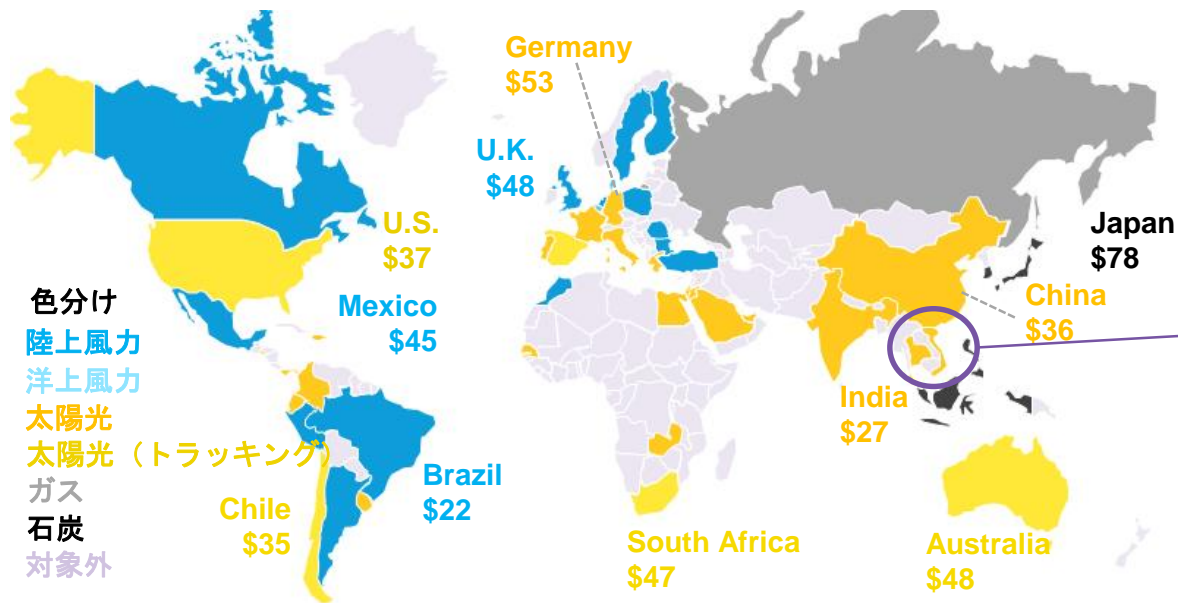 Germany
$53
U.K.
$48
U.S.
$37
Japan
$78
China
$36
Mexico
$45
India
$27
Brazil
$22
Chile
$35
South Africa
$47
Australia
$48
色分け
陸上風力
洋上風力
太陽光
太陽光（トラッキング）
ガス
石炭
対象外